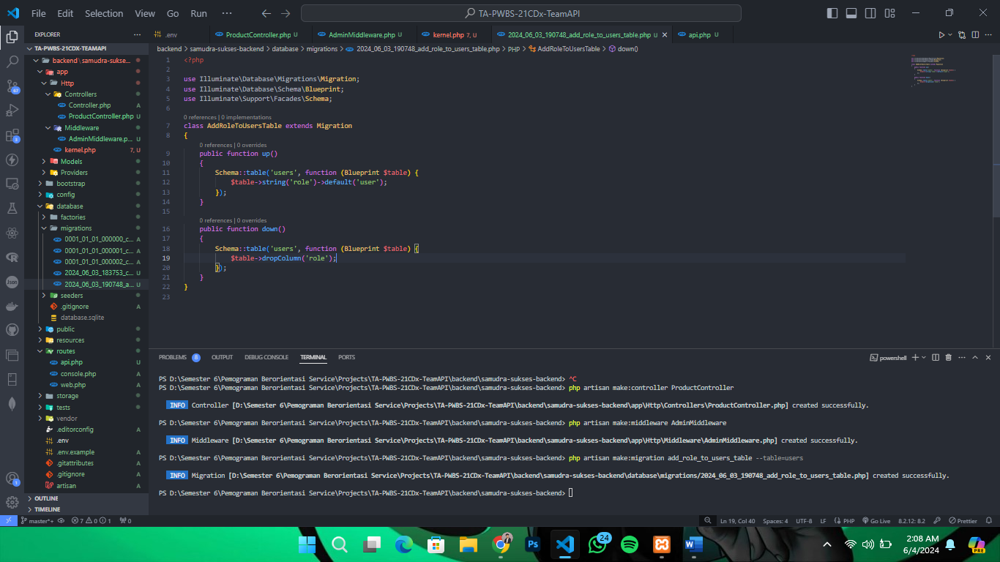 File Edit Selection View Go Run ··· TA-PWBS-21CDx-TeamAPI
EXPLORER ···
TA-PWBS-21CDX-TEAMAPI
backend\samudra-sukse...
app
Http
Controllers
Controller.php A
ProductController.php U
Middleware
AdminMiddleware.p... U
kernel.php 7, U
Models
Providers
bootstrap
config
database
factories
migrations
0001_01_01_000000_c... A
0001_01_01_000001_c... A
0001_01_01_000002_c... A
2024_06_03_183753_c... U
2024_06_03_190748_a... U
seeders
.gitignore A
database.sqlite
public
resources
routes
api.php U
console.php A
web.php A
storage
tests
vendor
.editorconfig A
.env
.env.example A
.gitattributes A
.gitignore A
artisan A
OUTLINE
TIMELINE
67
3
Json
1
.env ProductController.php U AdminMiddleware.php U kernel.php 7, U 2024_06_03_190748_add_role_to_users_table.php U api.php U
backend > samudra-sukses-backend > database > migrations > 2024_06_03_190748_add_role_to_users_table.php > PHP > AddRoleToUsersTable > down()
1 <?php
2
3 use Illuminate\Database\Migrations\Migration;
4 use Illuminate\Database\Schema\Blueprint;
5 use Illuminate\Support\Facades\Schema;
6
0 references | 0 implementations
7 class AddRoleToUsersTable extends Migration
8 {
0 references | 0 overrides
9 public function up()
10 {
11 Schema::table('users', function (Blueprint $table) {
12 $table->string('role')->default('user');
13 });
14 }
15
0 references | 0 overrides
16 public function down()
17 {
18 Schema::table('users', function (Blueprint $table) {
19 $table->dropColumn('role');
20 });
21 }
22 }
23
PROBLEMS 8 OUTPUT DEBUG CONSOLE TERMINAL PORTS powershell
PS D:\Semester 6\Pemograman Berorientasi Service\Projects\TA-PWBS-21CDx-TeamAPI\backend\samudra-sukses-backend> ^C
PS D:\Semester 6\Pemograman Berorientasi Service\Projects\TA-PWBS-21CDx-TeamAPI\backend\samudra-sukses-backend> php artisan make:controller ProductController
INFO Controller [D:\Semester 6\Pemograman Berorientasi Service\Projects\TA-PWBS-21CDx-TeamAPI\backend\samudra-sukses-backend\app\Http\Controllers\ProductController.php] created successfully.
PS D:\Semester 6\Pemograman Berorientasi Service\Projects\TA-PWBS-21CDx-TeamAPI\backend\samudra-sukses-backend> php artisan make:middleware AdminMiddleware
INFO Middleware [D:\Semester 6\Pemograman Berorientasi Service\Projects\TA-PWBS-21CDx-TeamAPI\backend\samudra-sukses-backend\app\Http\Middleware\AdminMiddleware.php] created successfully.
PS D:\Semester 6\Pemograman Berorientasi Service\Projects\TA-PWBS-21CDx-TeamAPI\backend\samudra-sukses-backend> php artisan make:migration add_role_to_users_table --table=users
INFO Migration [D:\Semester 6\Pemograman Berorientasi Service\Projects\TA-PWBS-21CDx-TeamAPI\backend\samudra-sukses-backend\database\migrations/2024_06_03_190748_add_role_to_users_table.php] created successfully.
PS D:\Semester 6\Pemograman Berorientasi Service\Projects\TA-PWBS-21CDx-TeamAPI\backend\samudra-sukses-backend>
master*+ 7 0 1 0 Ln 19, Col 40 Spaces: 4 UTF-8 LF PHP Go Live 8.2.12: 8.2 Prettier
Ps 24 W 2:08 AM
6/4/2024 PRE